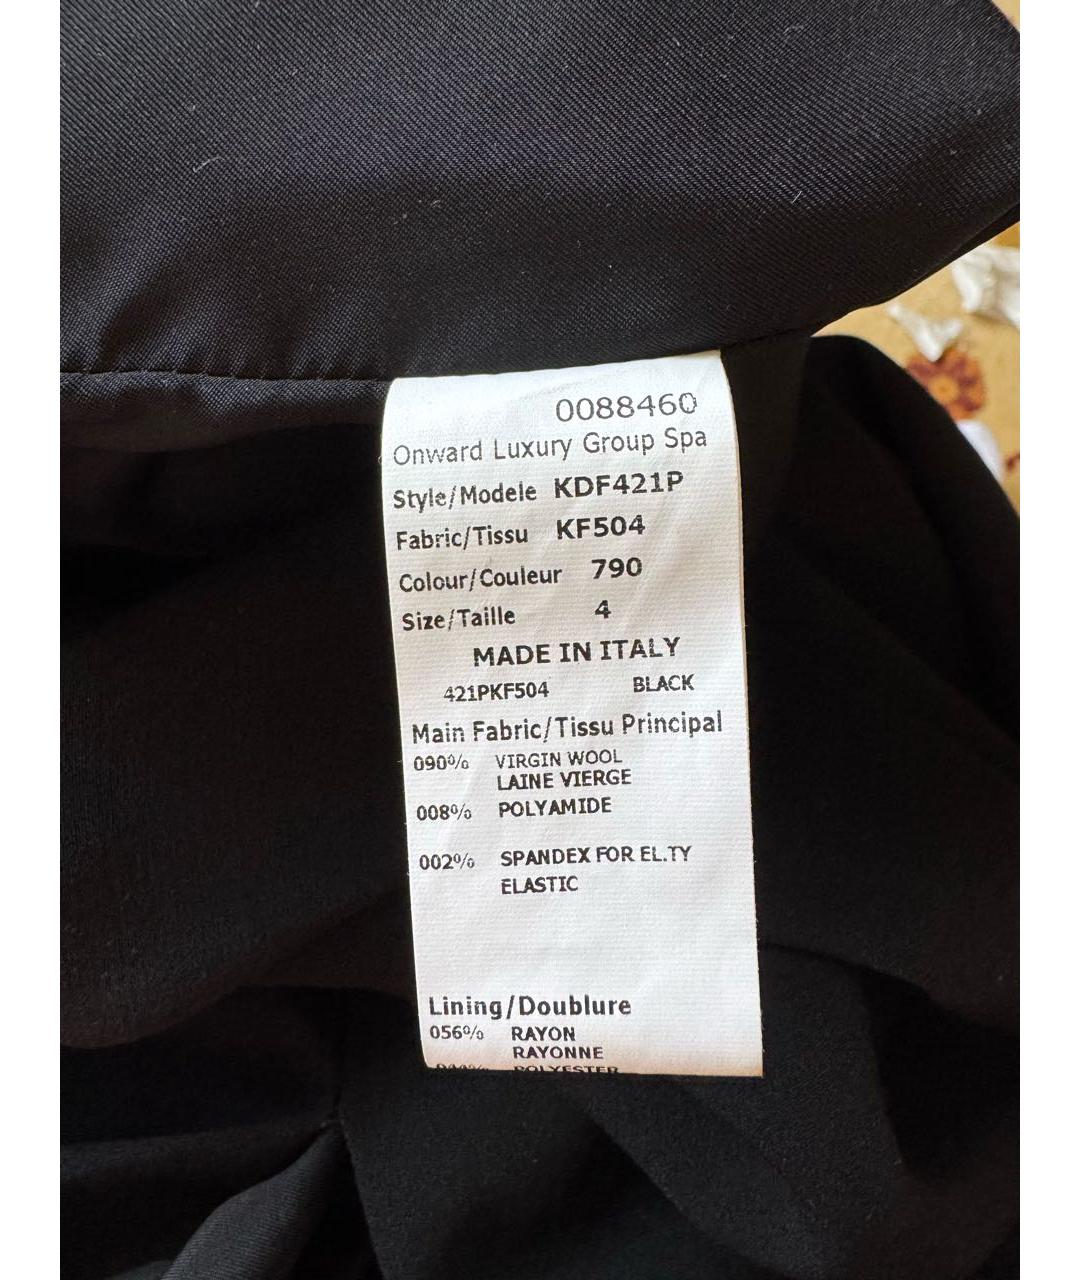 0088460
Onward Luxury Group Spa
Style/Modele KDF421P
Fabric/Tissu KF504
Colour/Couleur 790
Size/Taille 4
MADE IN ITALY
421PKF504 BLACK
Main Fabric/Tissu Principal
090% VIRGIN WOOL
LAINE VIERGE
008% POLYAMIDE
002% SPANDEX FOR EL.TY
ELASTIC
Lining/Doublure
056% RAYON
RAYONNE
POLYESTER